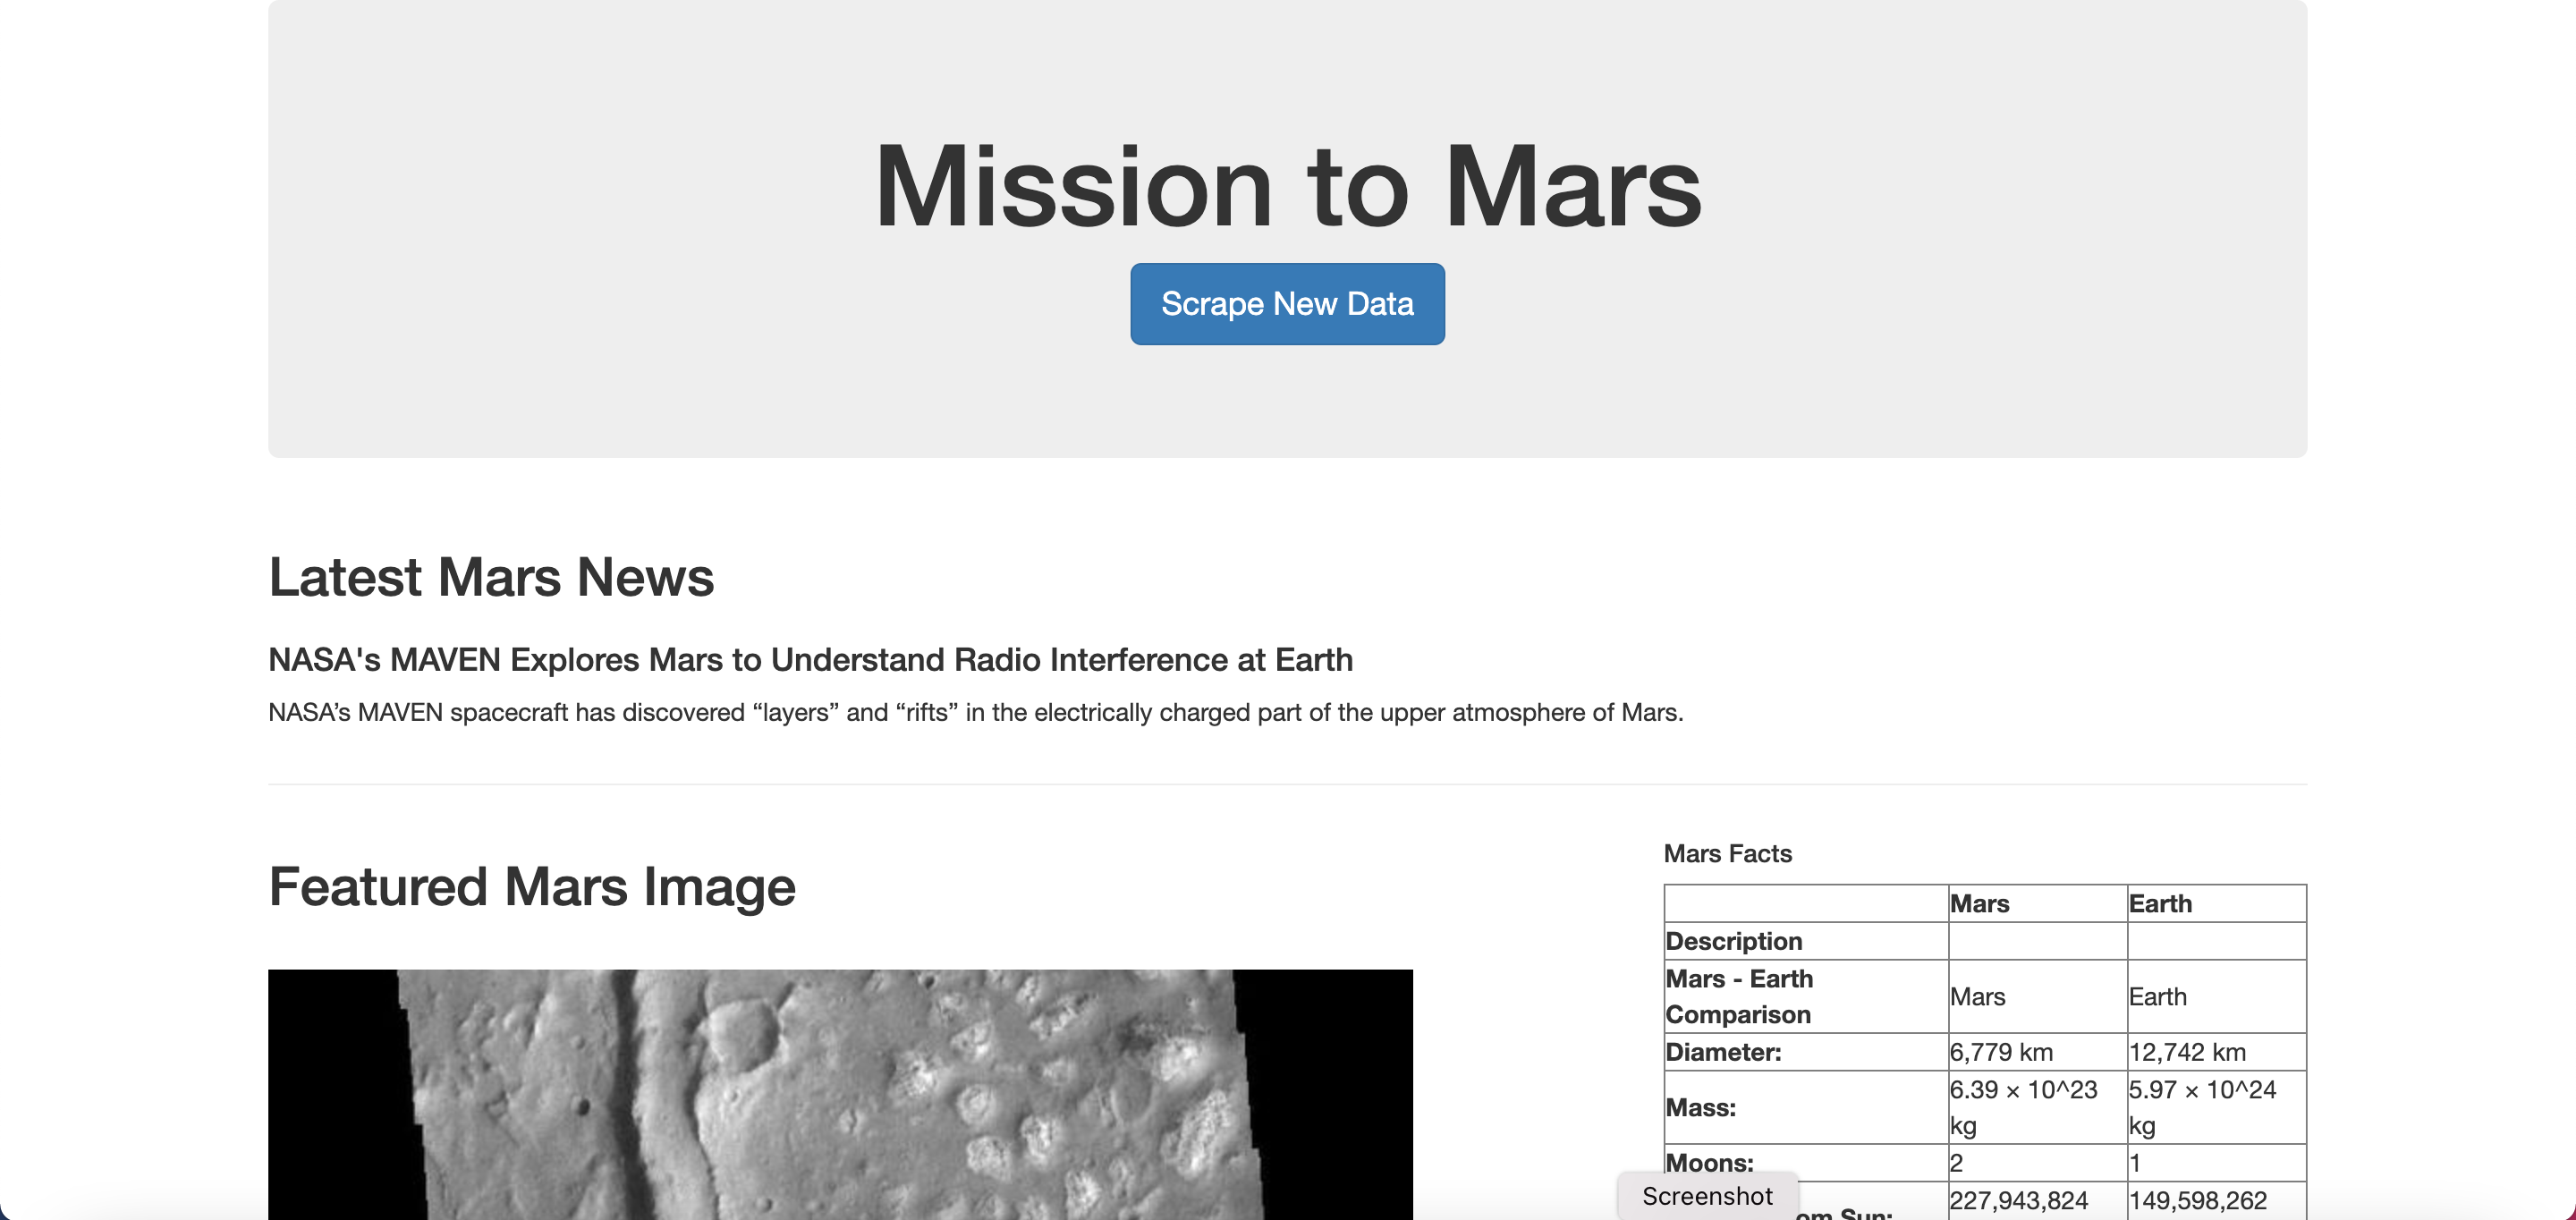 Mission to Mars
Scrape New Data
Latest Mars News
NASA's MAVEN Explores Mars to Understand Radio Interference at Earth
NASA’s MAVEN spacecraft has discovered “layers” and “rifts” in the electrically charged part of the upper atmosphere of Mars.
Featured Mars Image
Mars Facts
Mars Earth
Description
Mars - Earth
Comparison
Mars Earth
Diameter: 6,779 km 12,742 km
Mass: 6.39 × 10^23 kg 5.97 × 10^24 kg
Moons: 2 1
Sun: 227,943,824 149,598,262
Screenshot